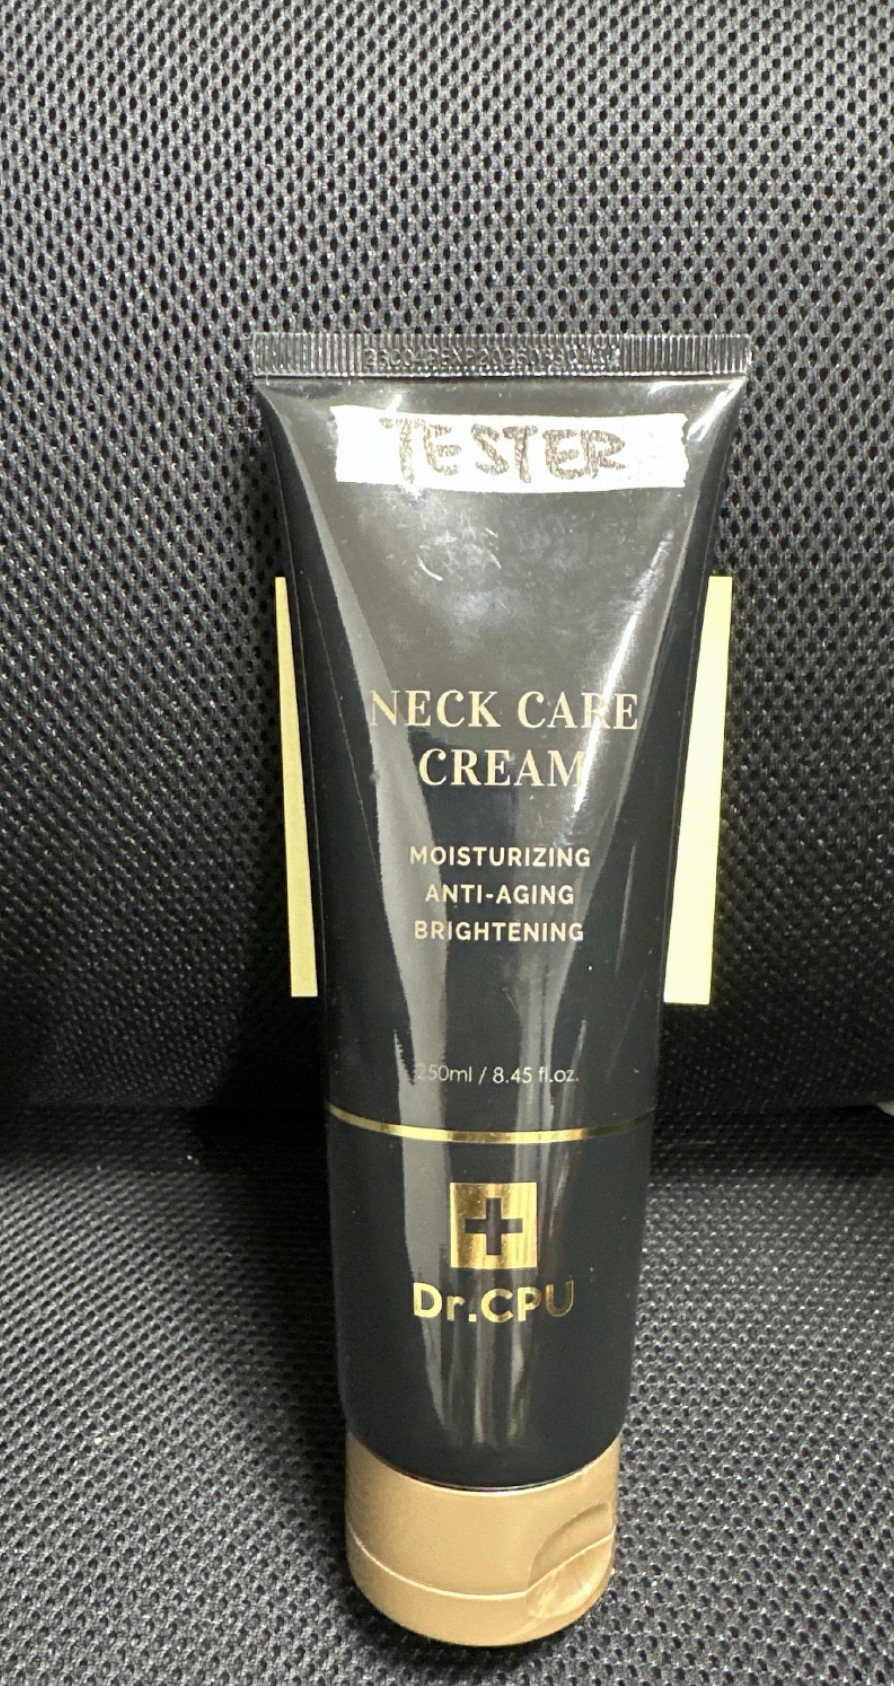 TESTER
NECK CARE
CREAM
MOISTURIZING
ANTI-AGING
BRIGHTENING
250ml / 8.45 fl.oz.
Dr.CPU